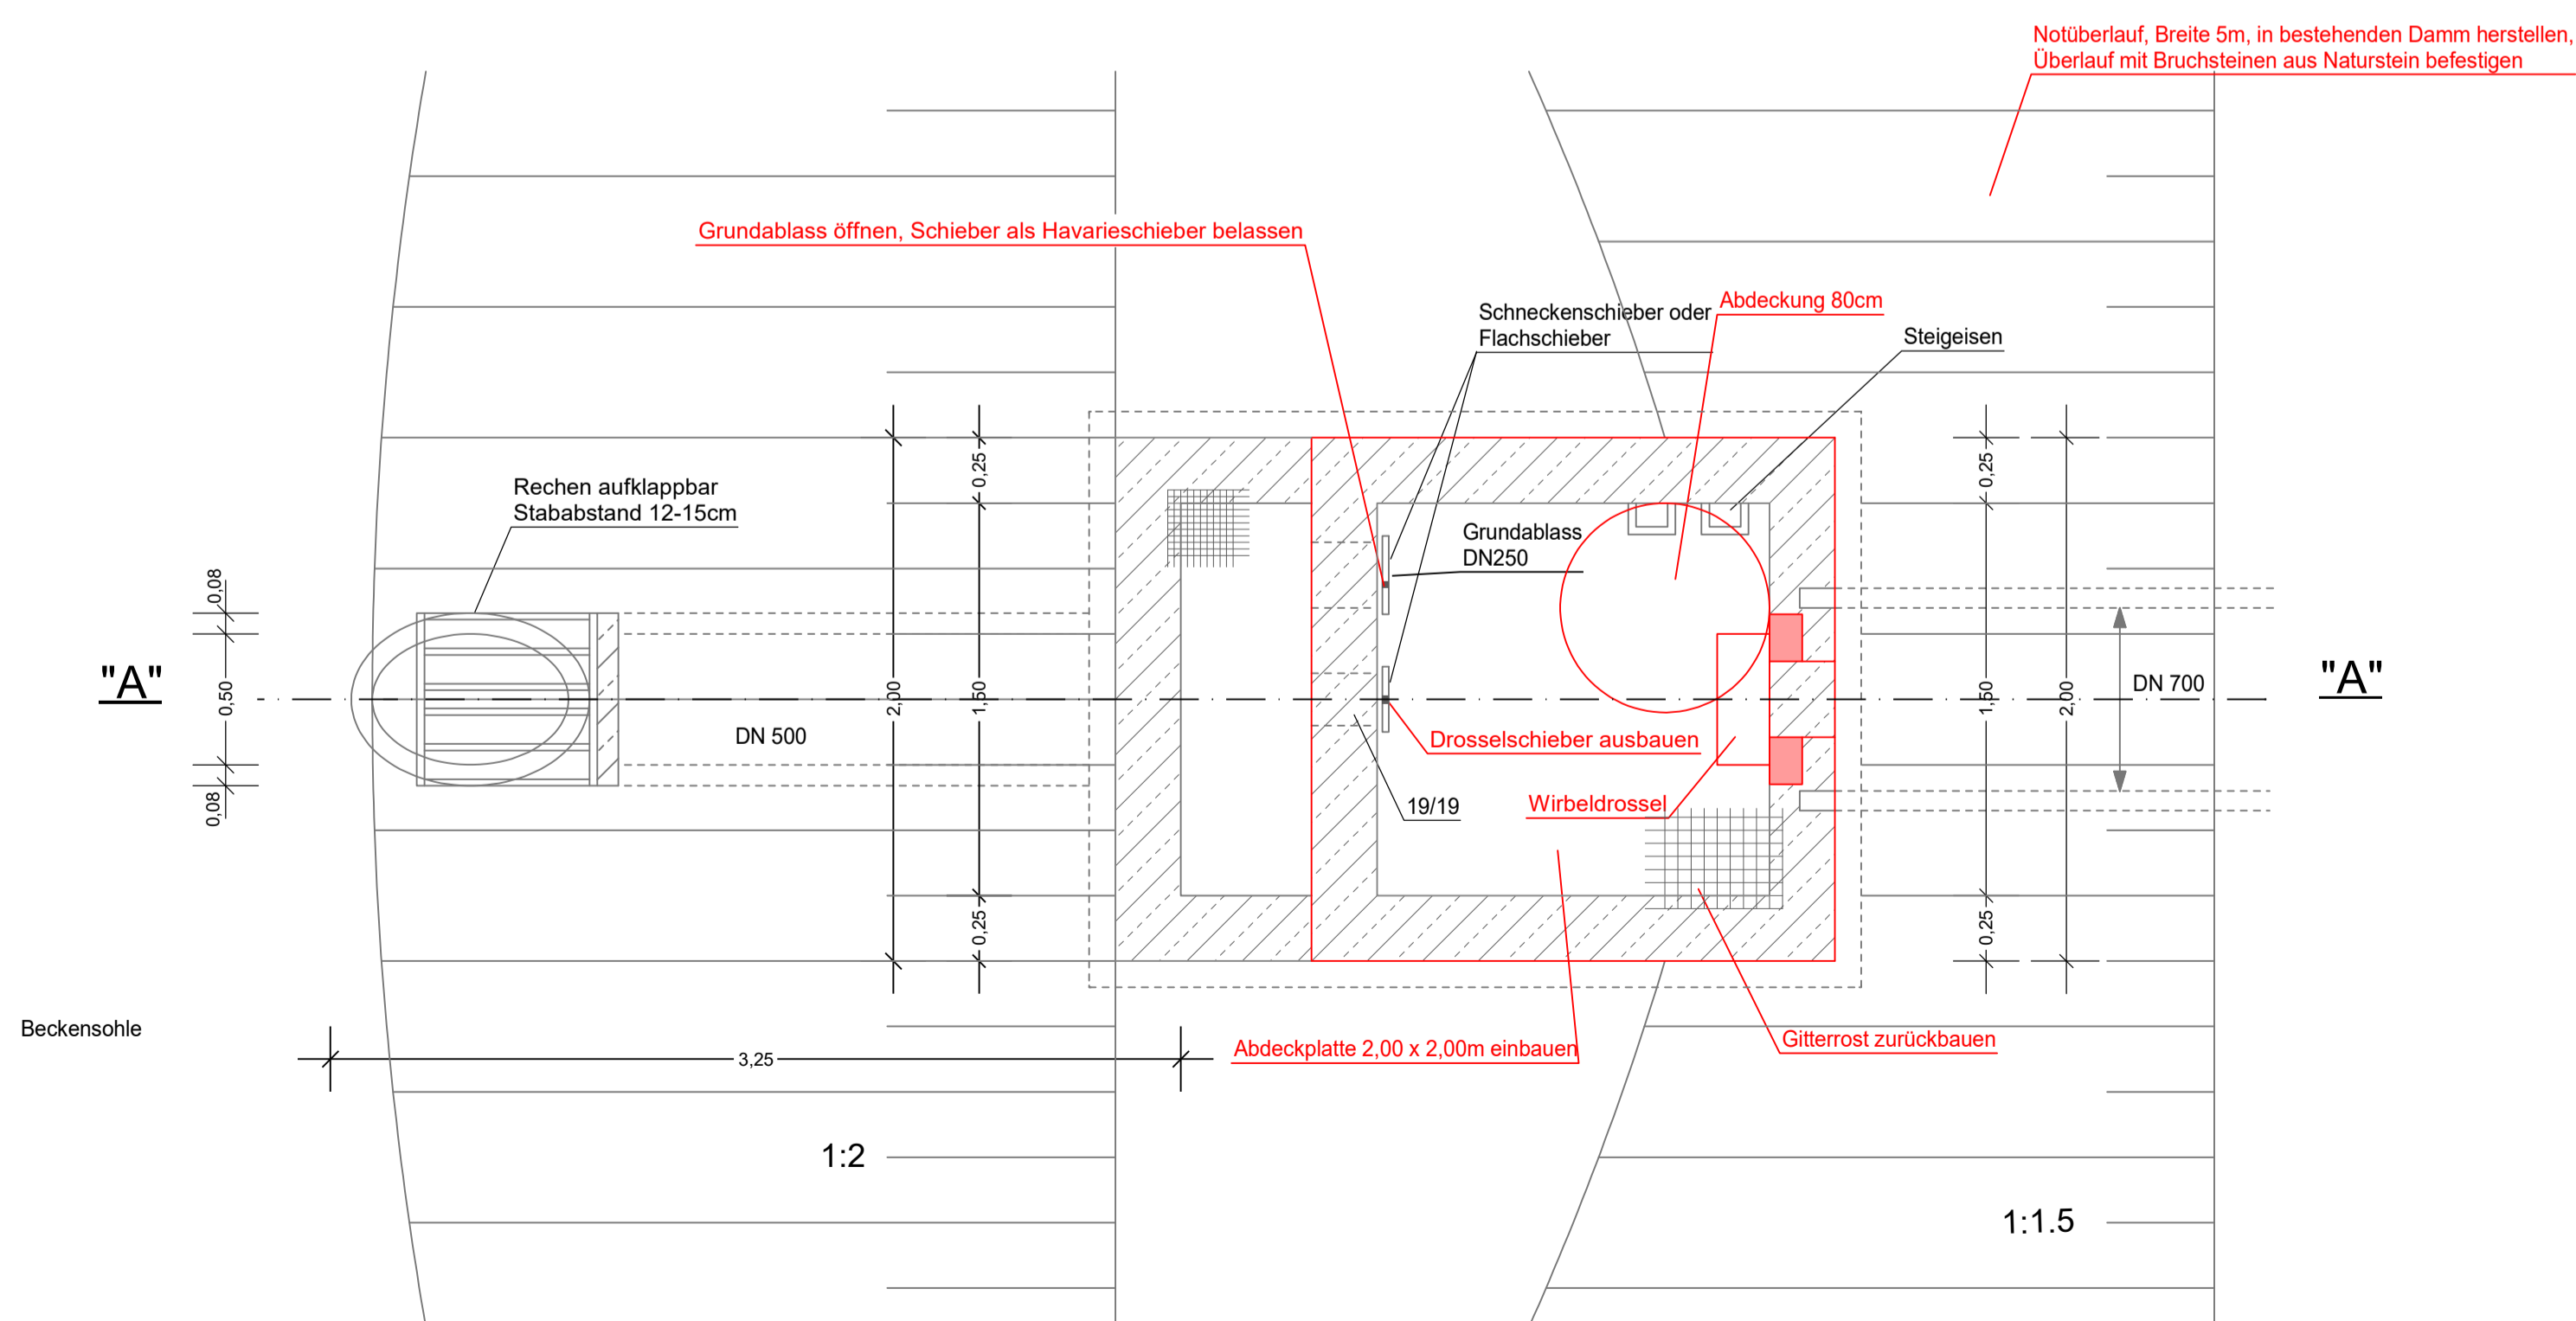 Notüberlauf, Breite 5m, in bestehenden Damm herstellen,
Überlauf mit Bruchsteinen aus Naturstein befestigen
Grundablass öffnen, Schieber als Havarieschieber belassen
Schneckenschieber oder
Flachschieber
Abdeckung 80cm
Steigeisen
Rechen aufklappbar
Stababstand 12-15cm
Grundablass
DN250
0,25
0,25
0,08
0,50
0,08
"A"
2,00
1,50
1,50
2,00
DN 700
"A"
DN 500
Drosselschieber ausbauen
19/19
Wirbeldrossel
0,25
0,25
Beckensohle
3,25
Abdeckplatte 2,00 x 2,00m einbauen
Gitterrost zurückbauen
1:2
1:1.5